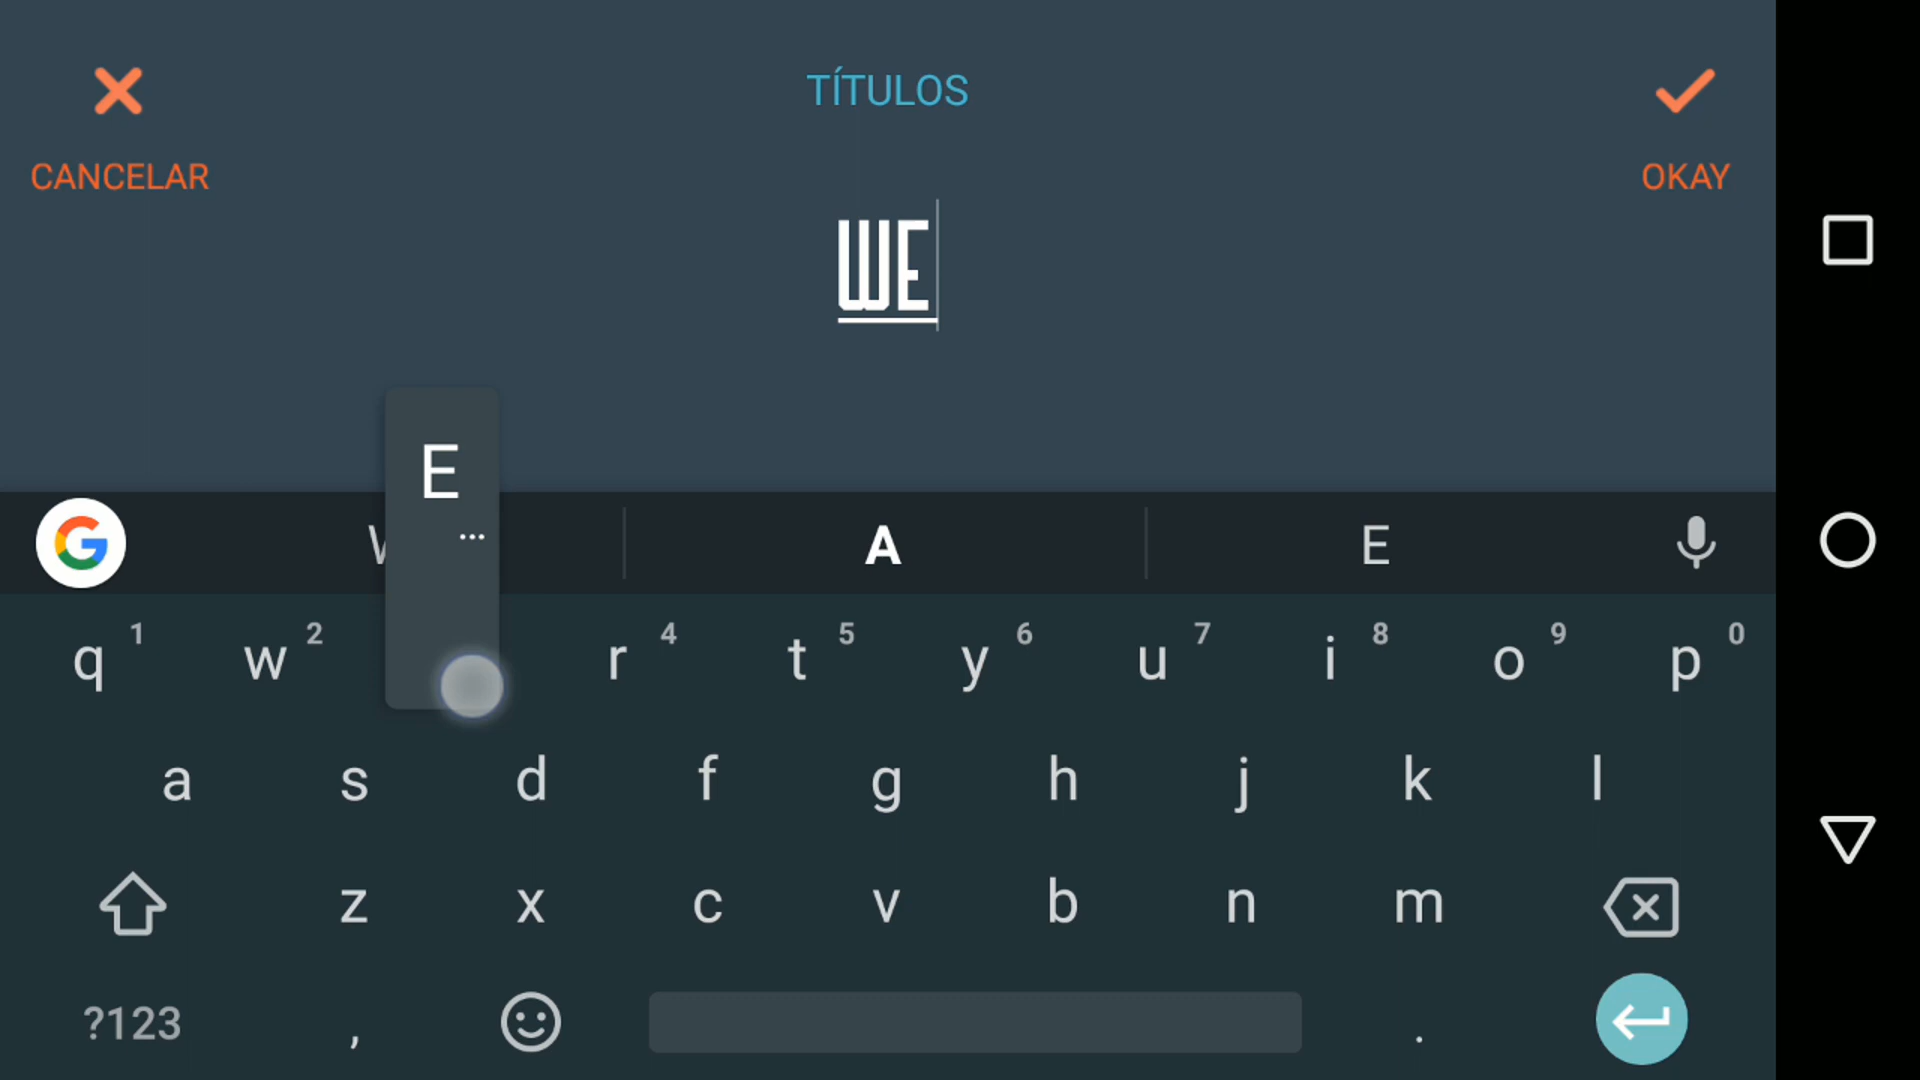 TÍTULOS
CANCELAR
OKAY
WE
E
...
A
E
q 1 w 2 r 4 t 5 y 6 u 7 i 8 o 9 p 0
a s d f g h j k l
z x c v b n m
?123 , .